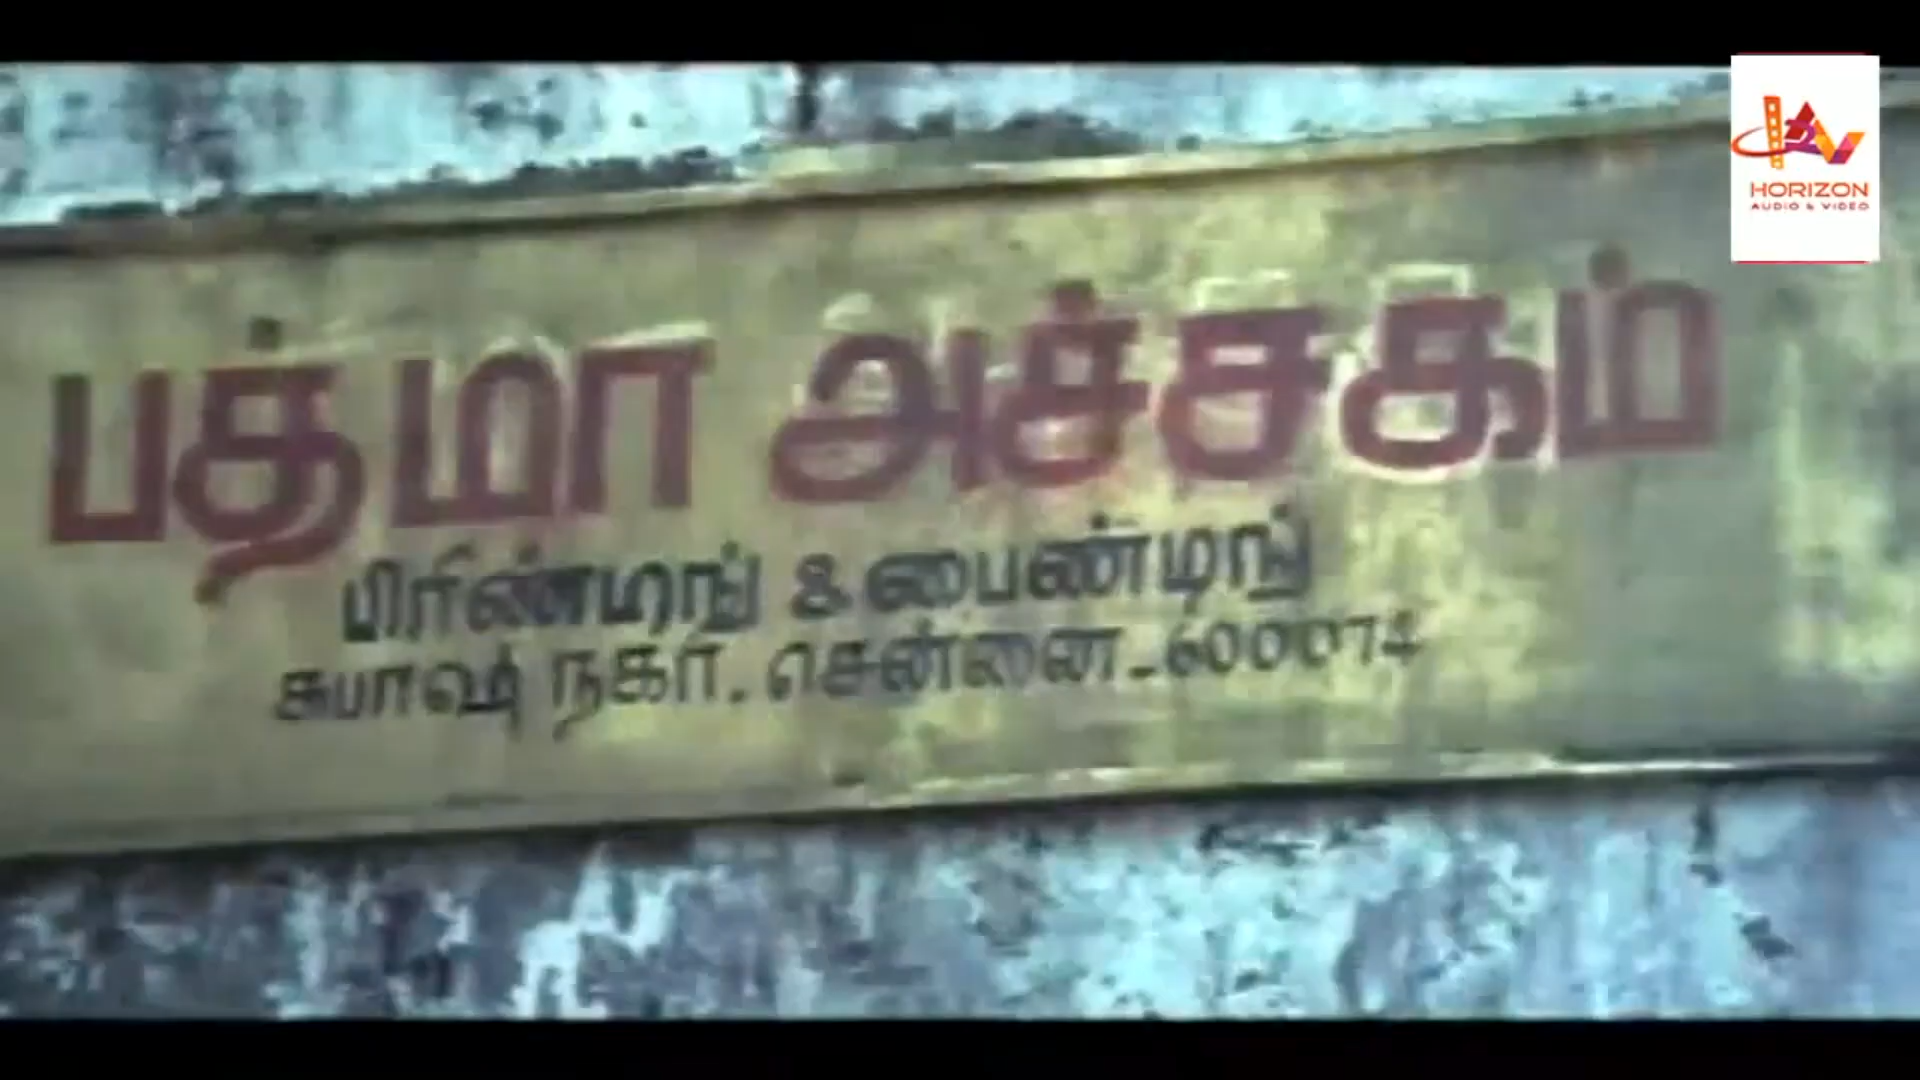 பத்மா அச்சகம்
பிரிண்டிங் & பைண்டிங்
சுபாஷ் நகர். சென்னை-600074
HORIZON
AUDIO & VIDEO